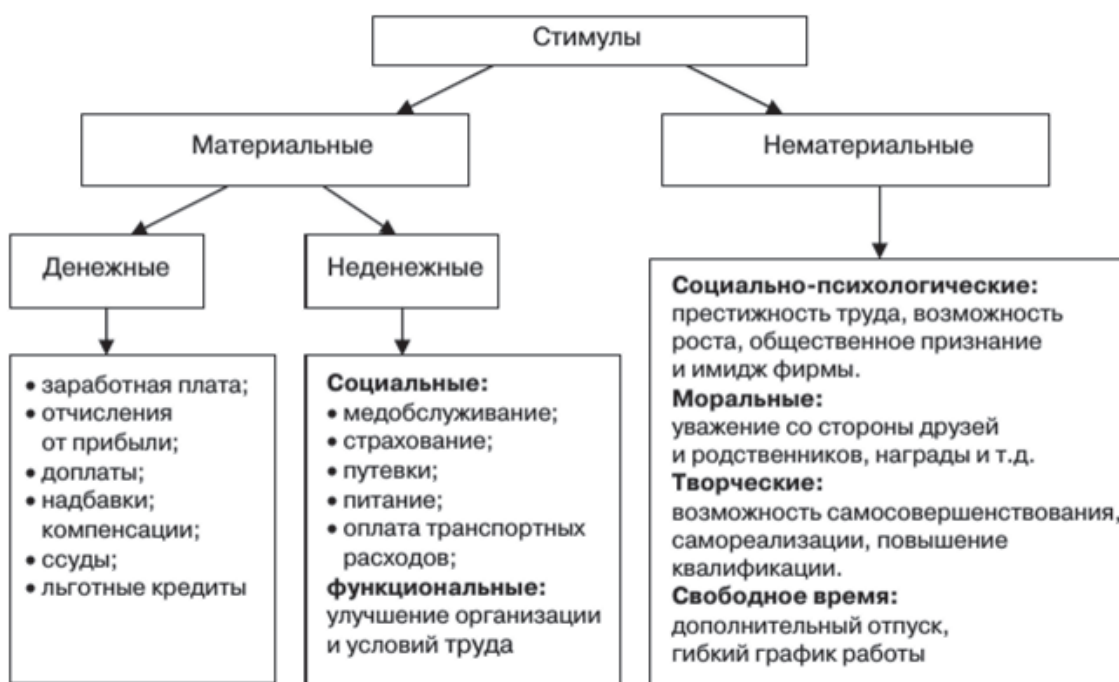 Стимулы
Материальные
Нематериальные
Денежные
Неденежные
• заработная плата;
• отчисления
от прибыли;
• доплаты;
• надбавки;
компенсации;
• ссуды;
• льготные кредиты
Социальные:
• медобслуживание;
• страхование;
• путевки;
• питание;
• оплата транспортных
расходов;
функциональные:
улучшение организации
и условий труда
Социально-психологические:
престижность труда, возможность
роста, общественное признание
и имидж фирмы.
Моральные:
уважение со стороны друзей
и родственников, награды и т.д.
Творческие:
возможность самосовершенствования,
самореализации, повышение
квалификации.
Свободное время:
дополнительный отпуск,
гибкий график работы